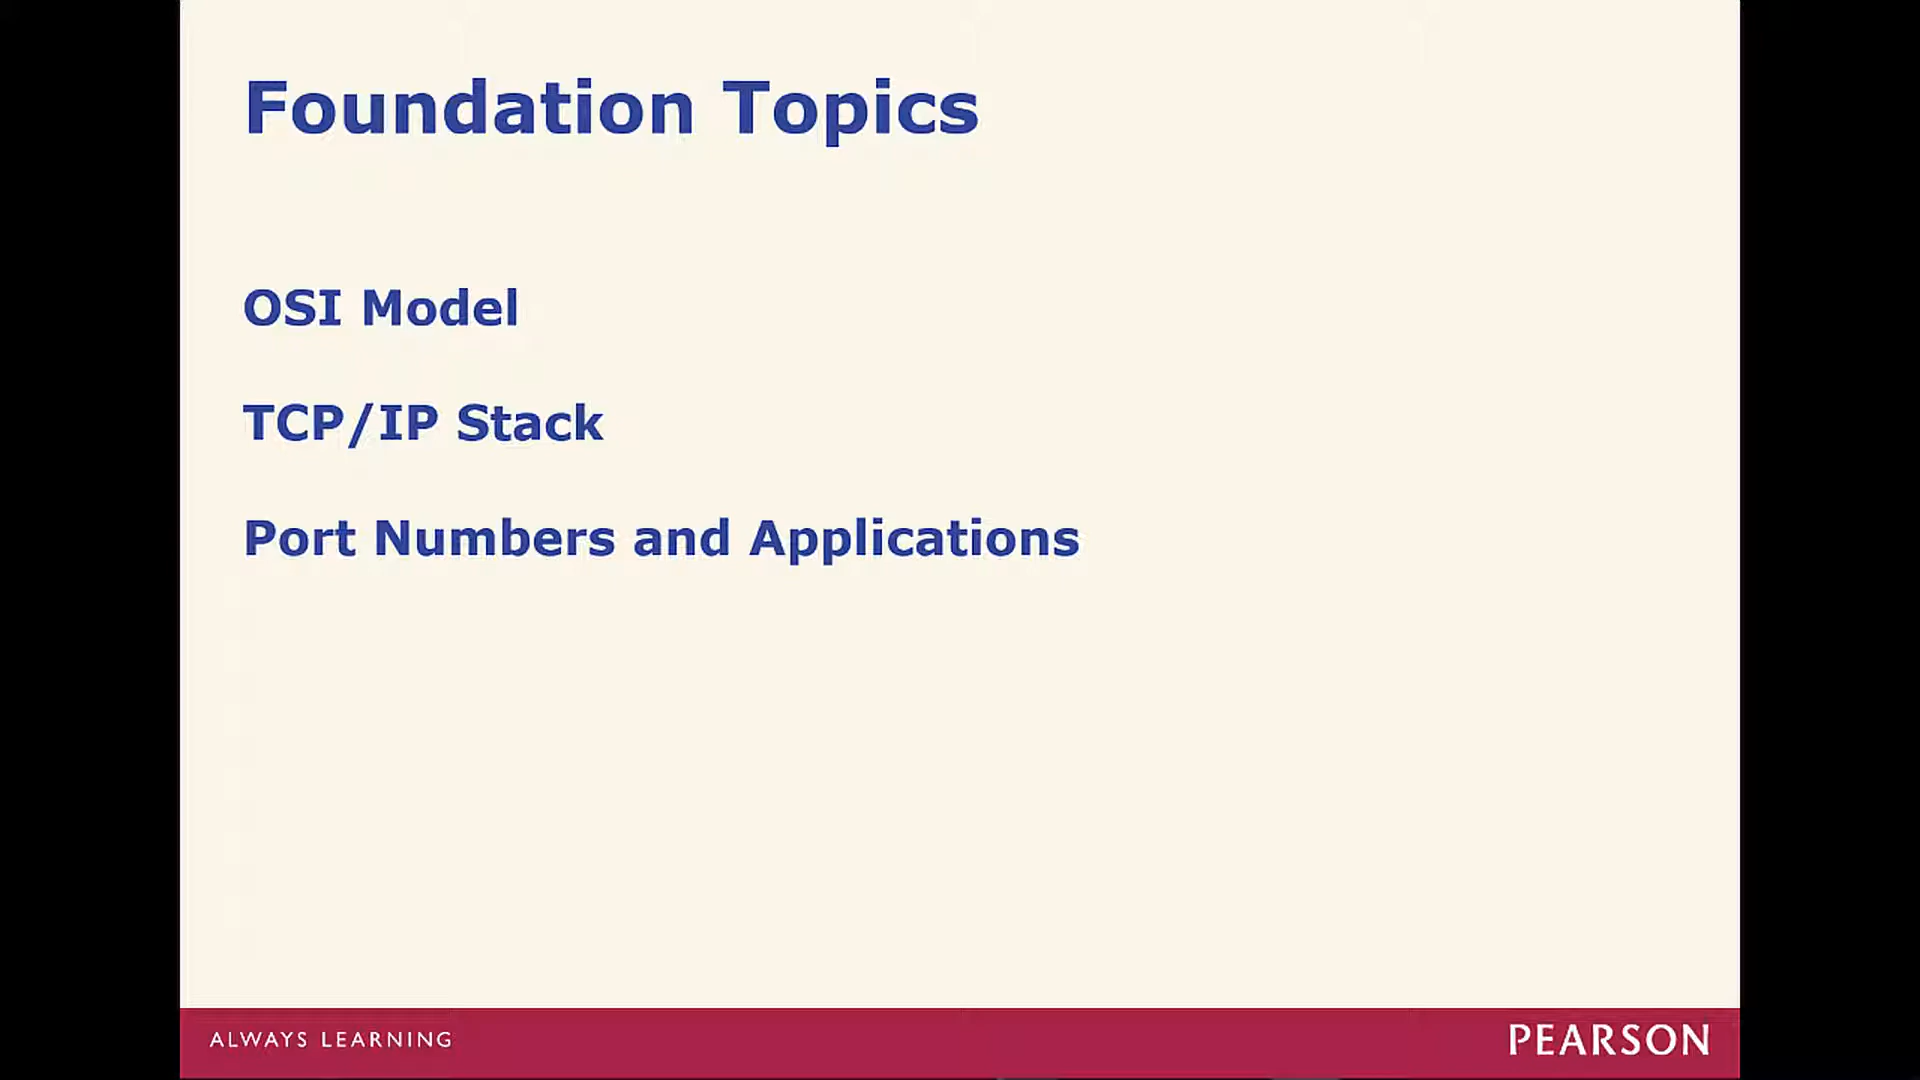 Foundation Topics
OSI Model
TCP/IP Stack
Port Numbers and Applications
ALWAYS LEARNING
PEARSON